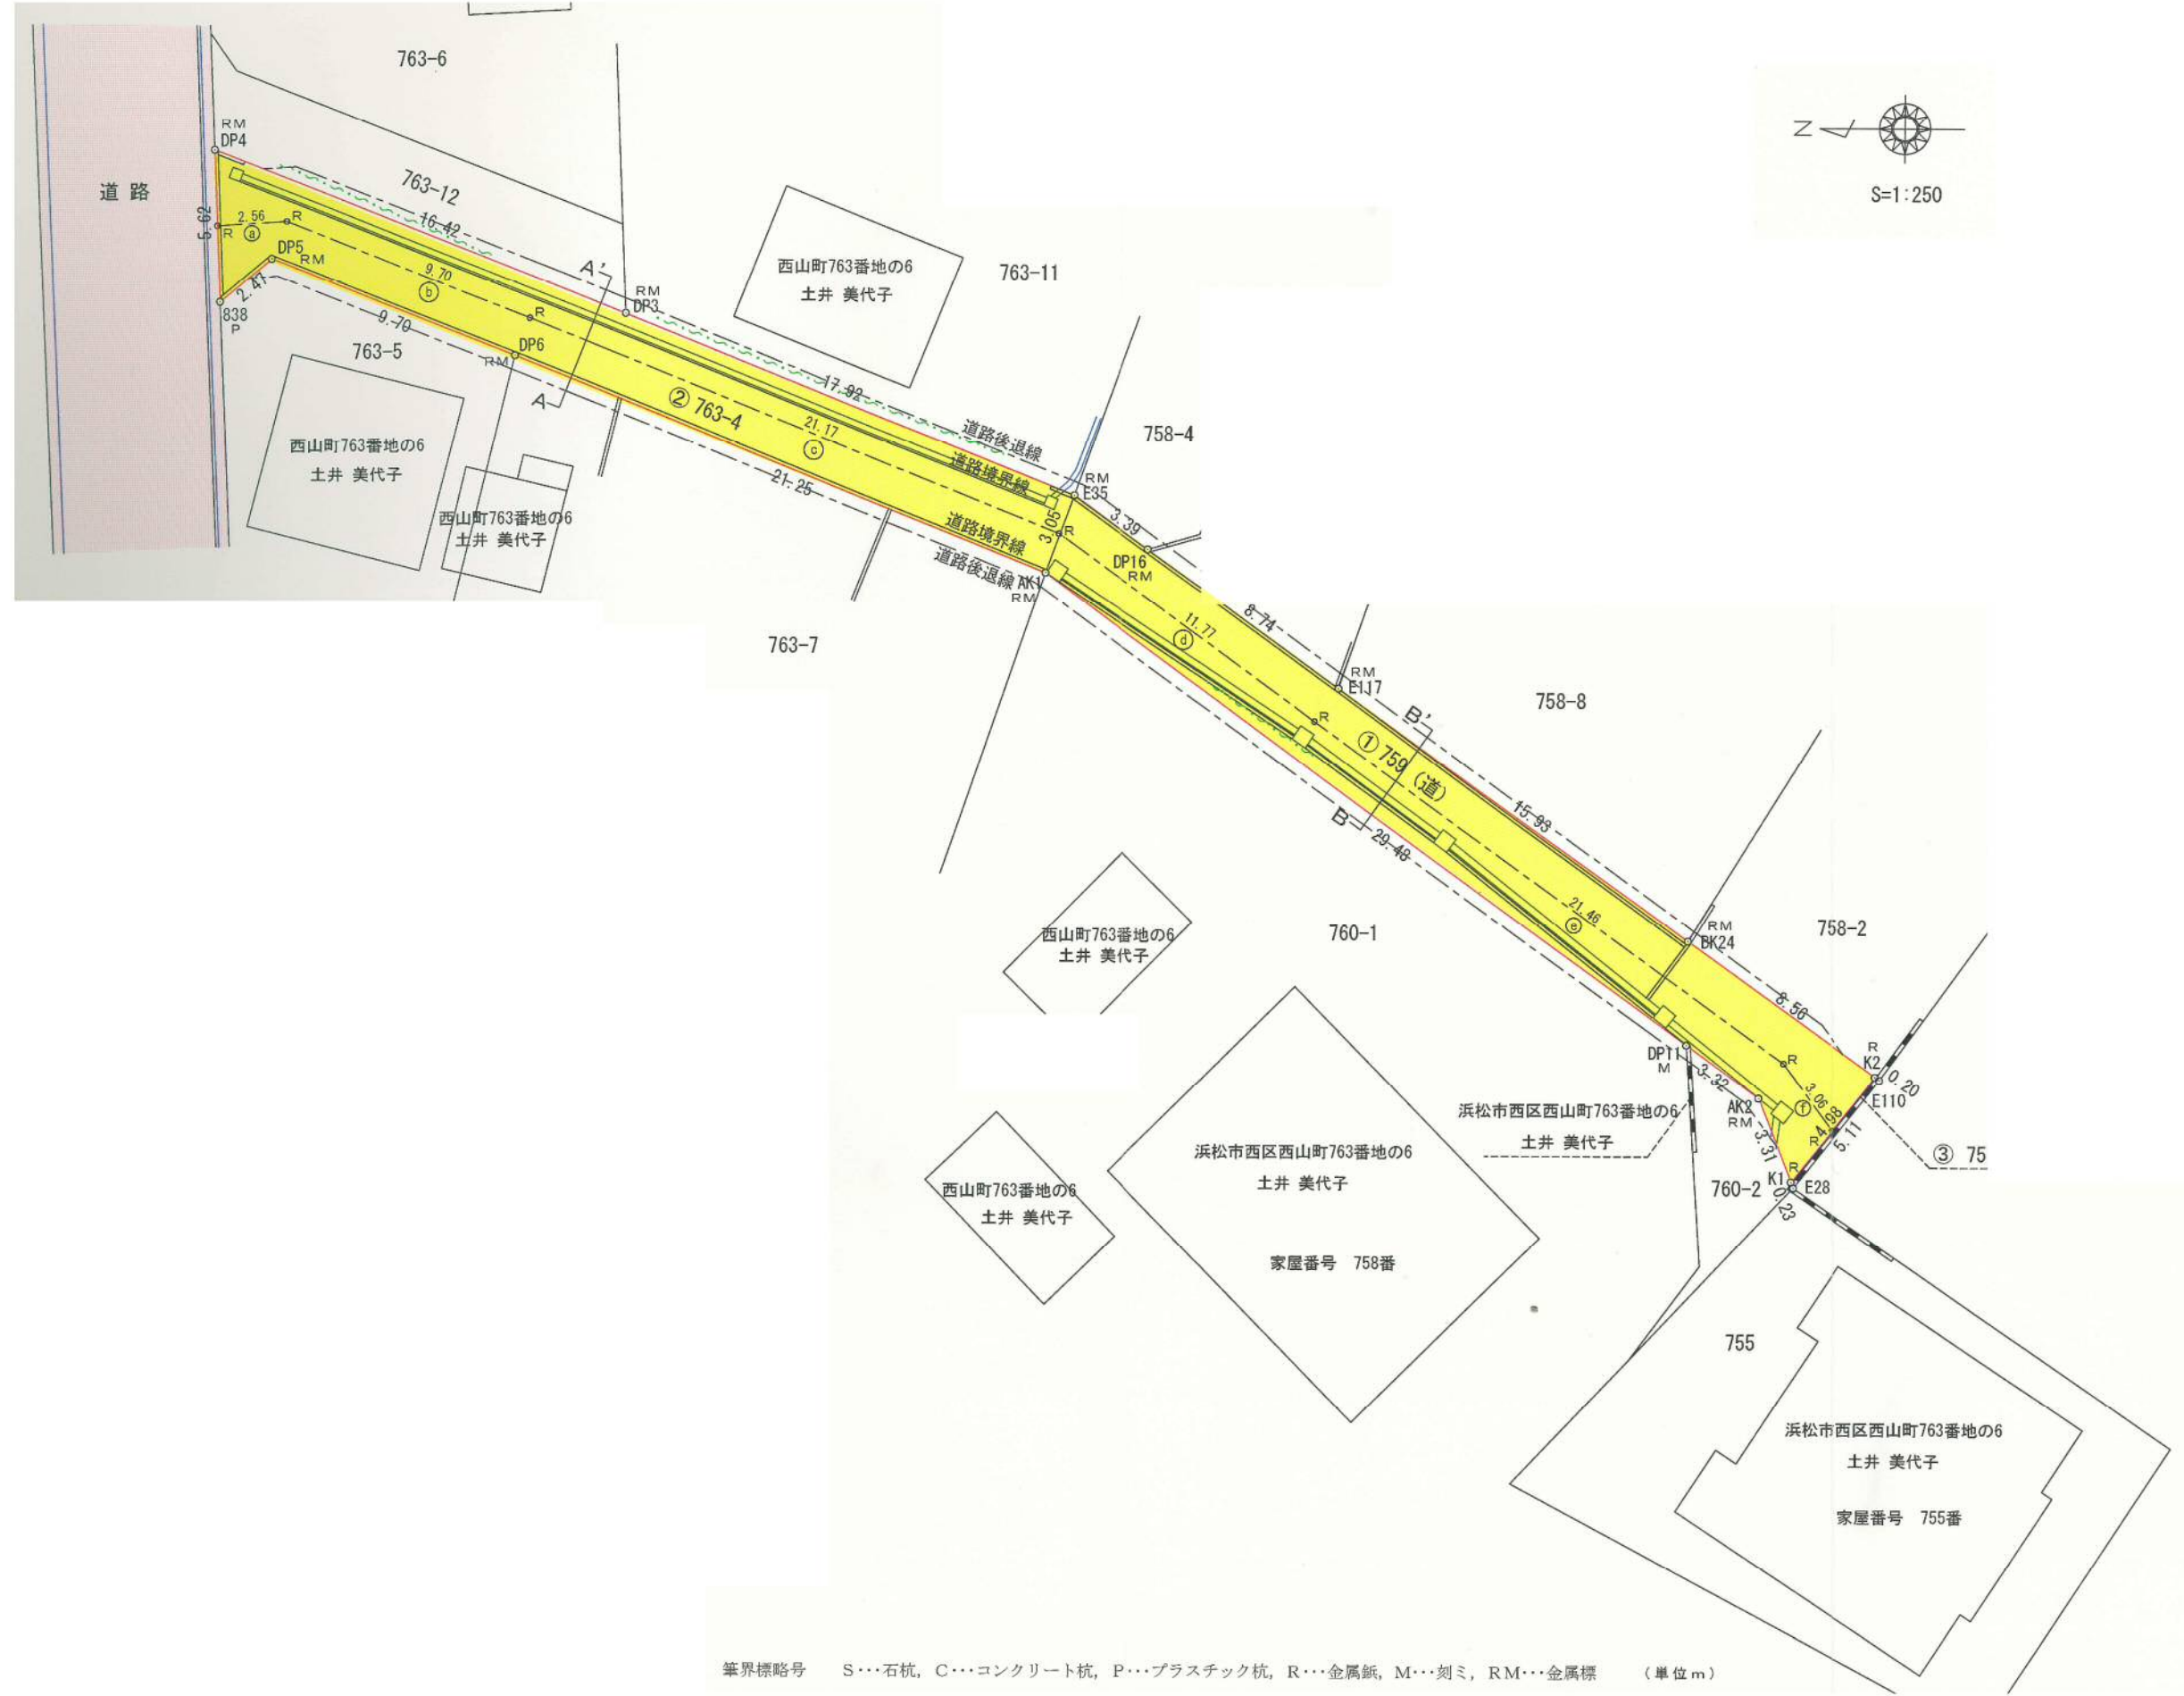 763-6
RM
DP4
道 路
763-12
16.42
5.62
2.56
R
R
ⓐ
DP5
RM
2.47
838
P
9.70
ⓑ
R
A'
RM
DP3
9.70
763-5
RM
DP6
A
西山町763番地の6
土井 美代子
763-11
② 763-4
17.92
21.17
ⓒ
21.25
道路後退線
道路境界線
道路境界線
道路後退線
758-4
RM
E35
3.05
R
3.39
DP16
RM
AK1
RM
西山町763番地の6
土井 美代子
西山町763番地の6
土井 美代子
763-7
11.77
ⓓ
8.74
RM
E117
R
758-8
B'
① 759 (道)
B
29.48
15.93
21.46
ⓔ
760-1
RM
BK24
758-2
8.56
西山町763番地の6
土井 美代子
DP11
M
3.32
R
R
K2
0.20
E110
3.06
ⓕ
4.98
5.11
R
AK2
RM
3.31
R
K1
E28
0.23
③ 75
760-2
浜松市西区西山町763番地の6
土井 美代子
浜松市西区西山町763番地の6
土井 美代子
家屋番号 758番
西山町763番地の6
土井 美代子
755
浜松市西区西山町763番地の6
土井 美代子
家屋番号 755番
Z
S=1:250
筆界標略号 S･･･石杭, C･･･コンクリート杭, P･･･プラスチック杭, R･･･金属鋲, M･･･刻ミ, RM･･･金属標 (単位m)